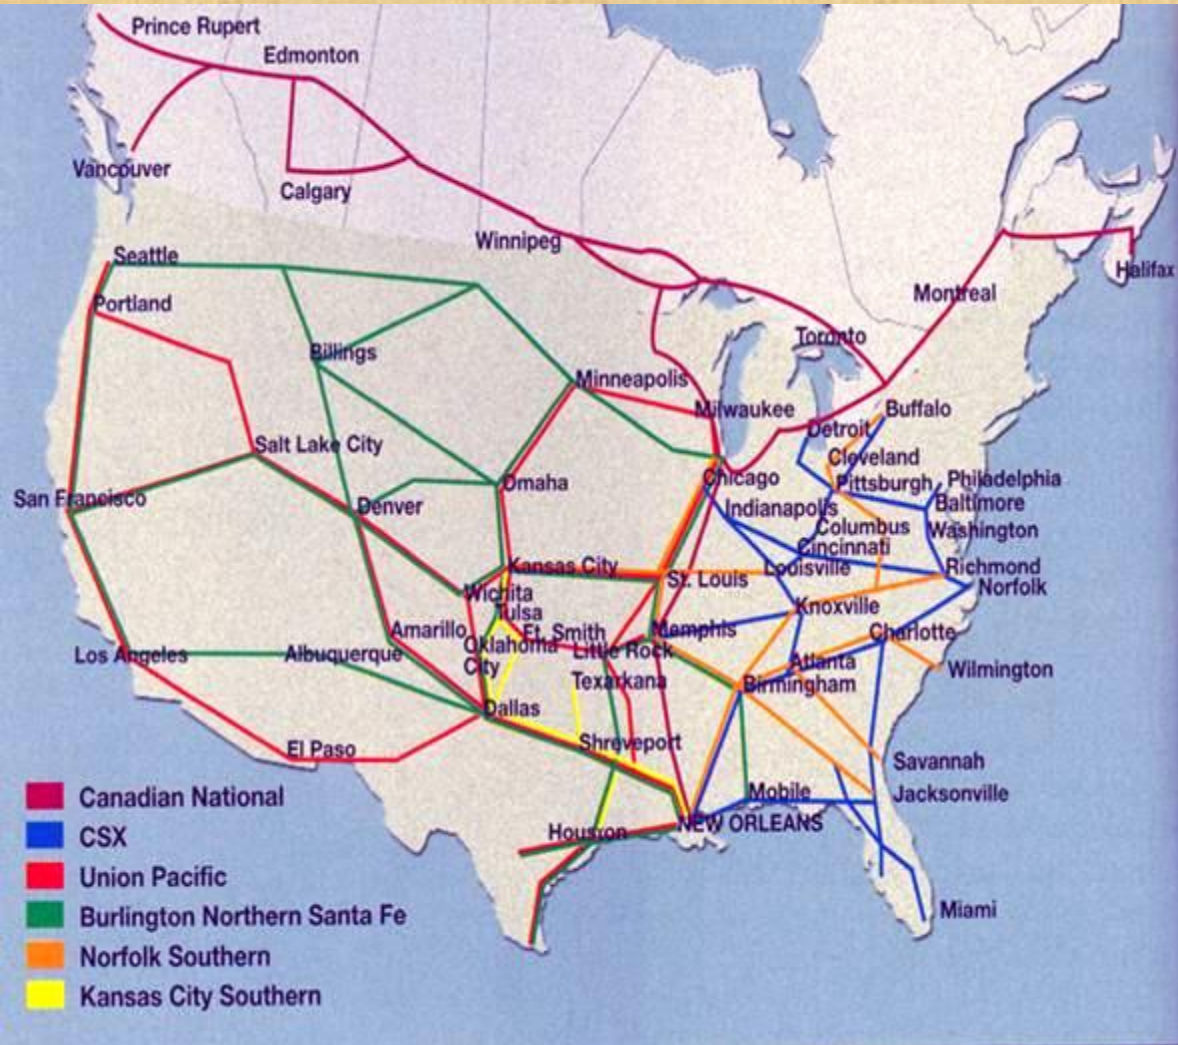 Prince Rupert
Edmonton
Vancouver
Calgary
Winnipeg
Seattle
Halifax
Montreal
Portland
Toronto
Billings
Minneapolis
Milwaukee
Buffalo
Detroit
Salt Lake City
Cleveland
Chicago
Pittsburgh
Philadelphia
Omaha
San Francisco
Denver
Indianapolis
Baltimore
Columbus
Washington
Cincinnati
Kansas City
St. Louis
Louisville
Richmond
Norfolk
Wichita
Tulsa
Knoxville
Amarillo
Ft. Smith
Memphis
Charlotte
Oklahoma
City
Little Rock
Los Angeles
Albuquerque
Atlanta
Wilmington
Texarkana
Birmingham
Dallas
El Paso
Shreveport
Savannah
Mobile
Jacksonville
Houston
NEW ORLEANS
Miami
Canadian National
CSX
Union Pacific
Burlington Northern Santa Fe
Norfolk Southern
Kansas City Southern